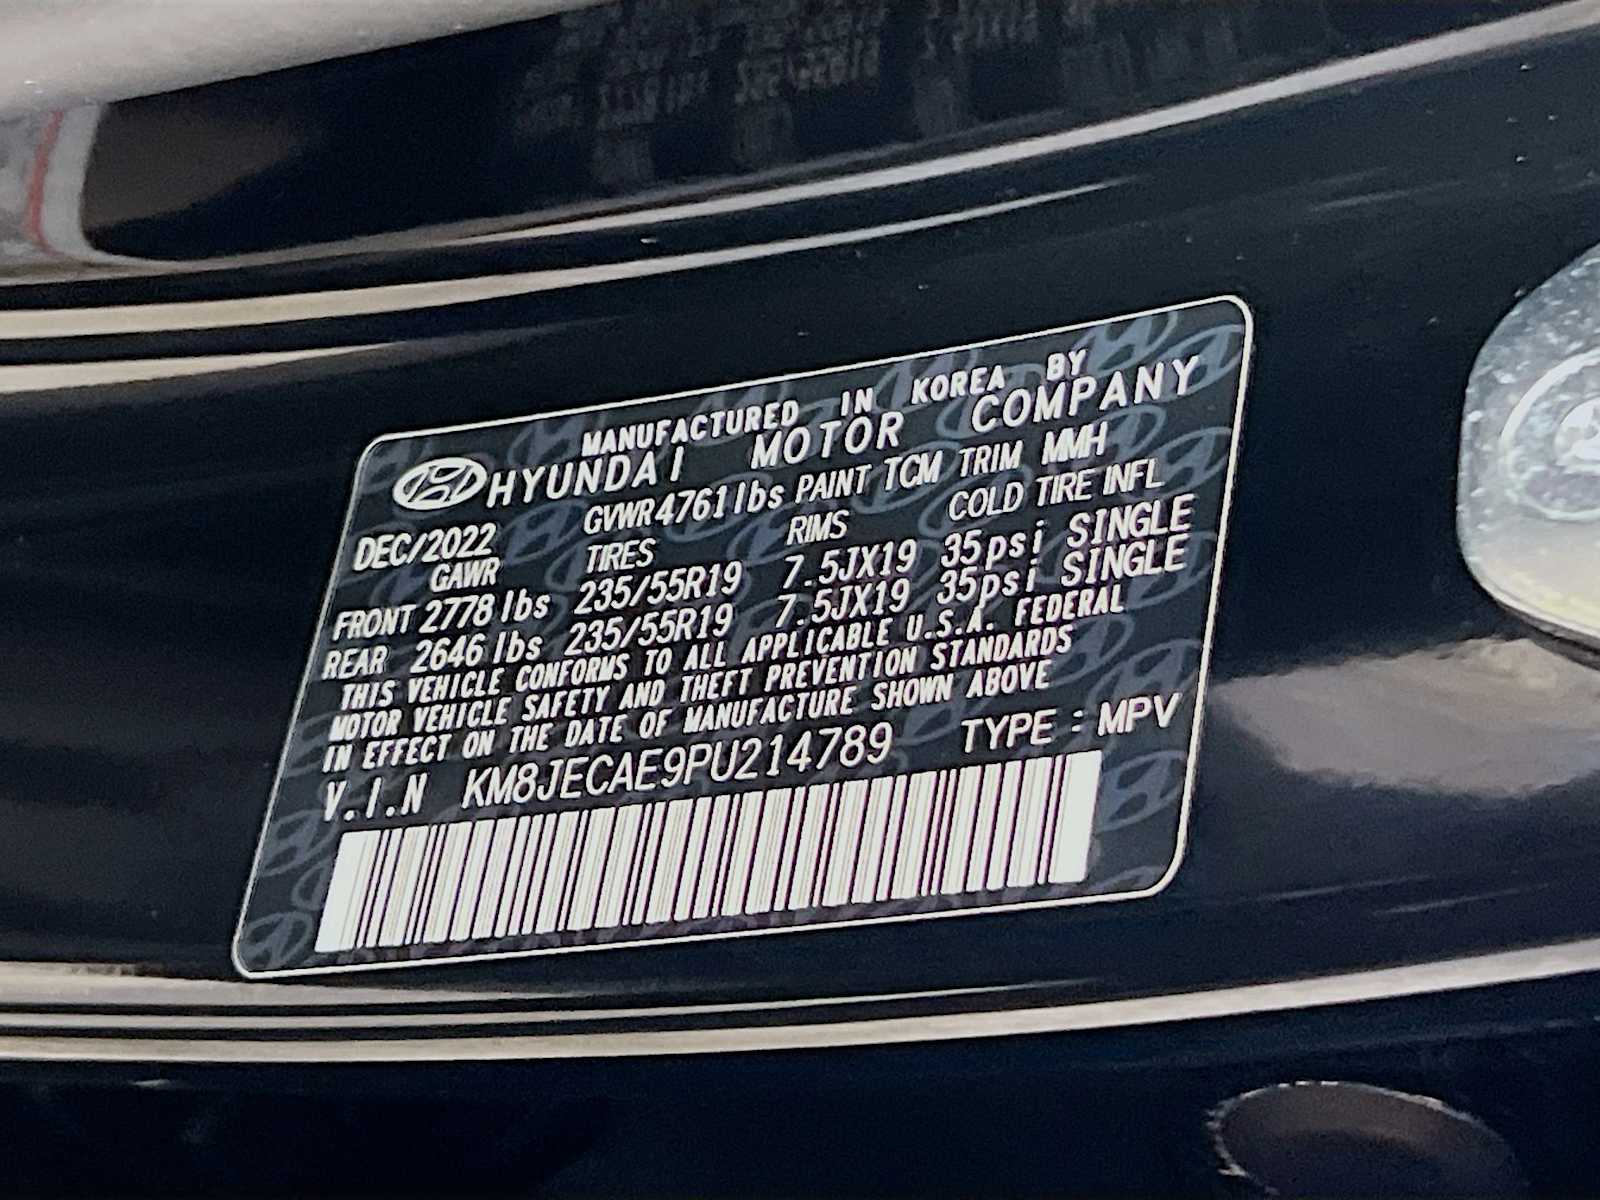 MANUFACTURED IN KOREA BY
HYUNDAI MOTOR COMPANY
DEC/2022 GVWR 4761 lbs PAINT TCM TRIM MMH
GAWR TIRES RIMS COLD TIRE INFL
FRONT 2778 lbs 235/55R19 7.5JX19 35psi SINGLE
REAR 2646 lbs 235/55R19 7.5JX19 35psi SINGLE
THIS VEHICLE CONFORMS TO ALL APPLICABLE U.S.A. FEDERAL
MOTOR VEHICLE SAFETY AND THEFT PREVENTION STANDARDS
IN EFFECT ON THE DATE OF MANUFACTURE SHOWN ABOVE
V.I.N KM8JECAE9PU214789 TYPE : MPV